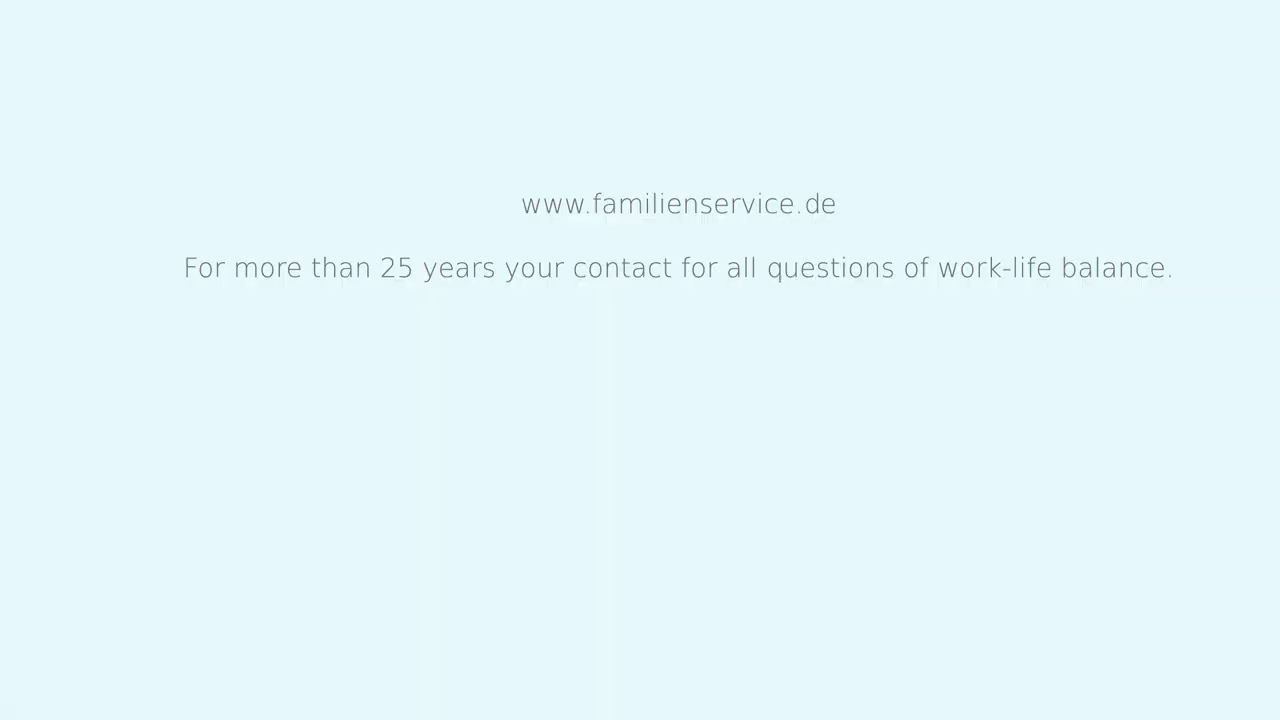 www.familienservice.de
For more than 25 years your contact for all questions of work-life balance.